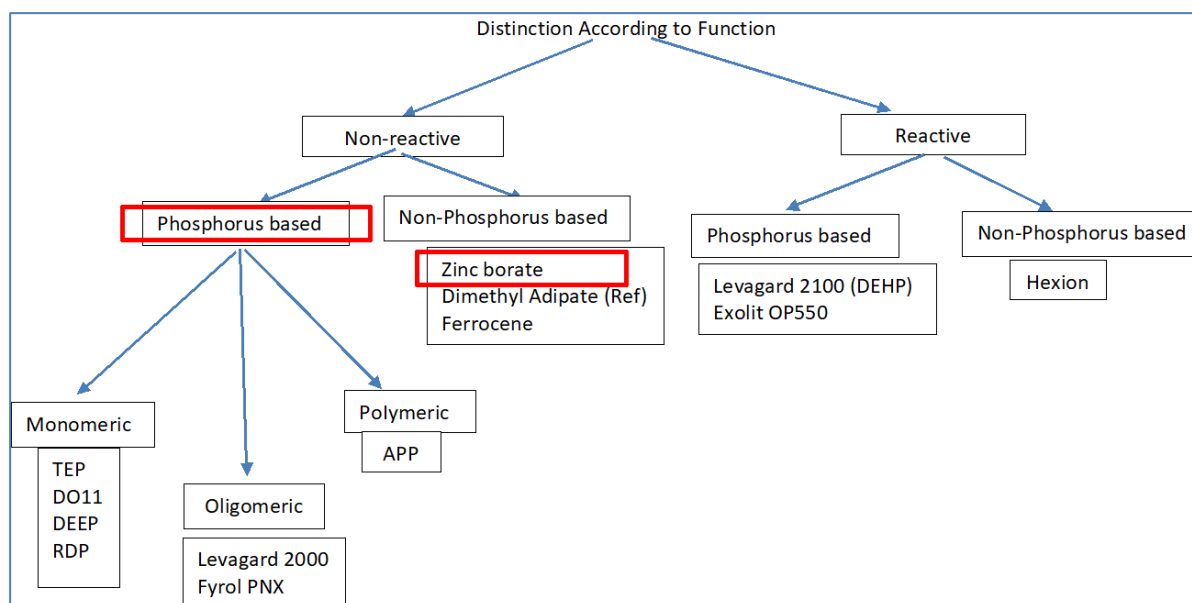 Distinction According to Function
Non-reactive
Reactive
Phosphorus based
Non-Phosphorus based
Zinc borate
Dimethyl Adipate (Ref)
Ferrocene
Phosphorus based
Levagard 2100 (DEHP)
Exolit OP550
Non-Phosphorus based
Hexion
Monomeric
TEP
DO11
DEEP
RDP
Oligomeric
Levagard 2000
Fyrol PNX
Polymeric
APP